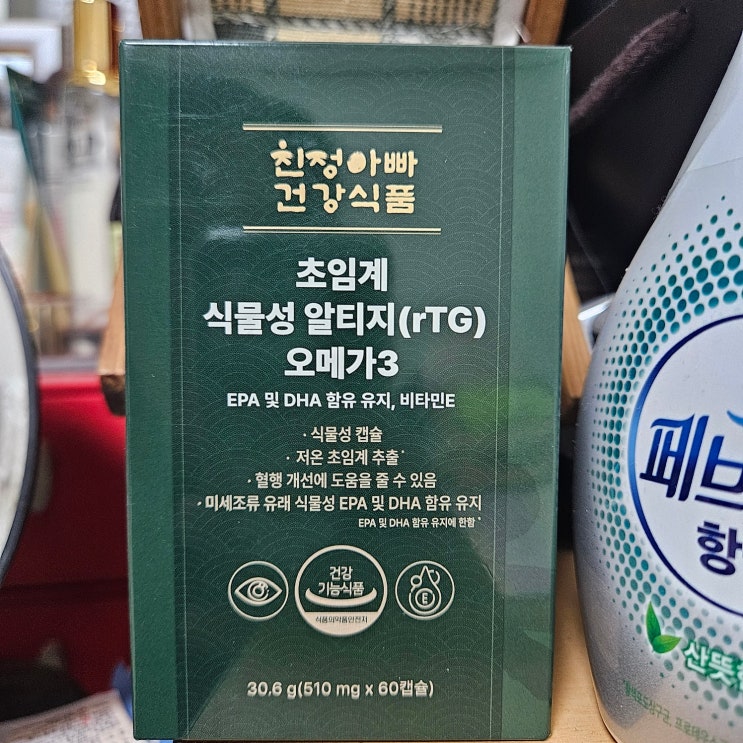 친정아빠
건강식품
초임계
식물성 알티지(rTG)
오메가3
EPA 및 DHA 함유 유지, 비타민E
· 식물성 캡슐
· 저온 초임계 추출*
· 혈행 개선에 도움을 줄 수 있음
· 미세조류 유래 식물성 EPA 및 DHA 함유 유지
EPA 및 DHA 함유 유지에 한함*
건강
기능식품
식품의약품안전처
E
30.6 g(510 mg x 60캡슐)
페브
항
산뜻